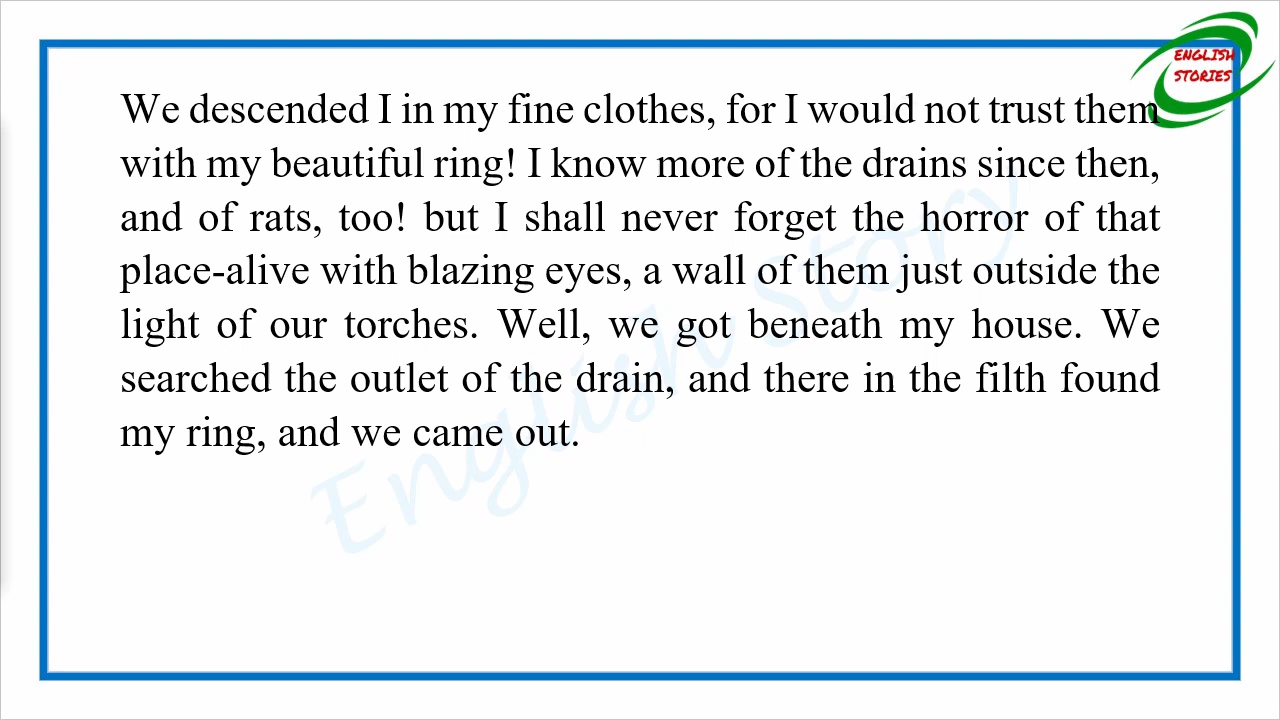 ENGLISH
STORIES
We descended I in my fine clothes, for I would not trust them
with my beautiful ring! I know more of the drains since then,
and of rats, too! but I shall never forget the horror of that
place-alive with blazing eyes, a wall of them just outside the
light of our torches. Well, we got beneath my house. We
searched the outlet of the drain, and there in the filth found
my ring, and we came out.
English Story